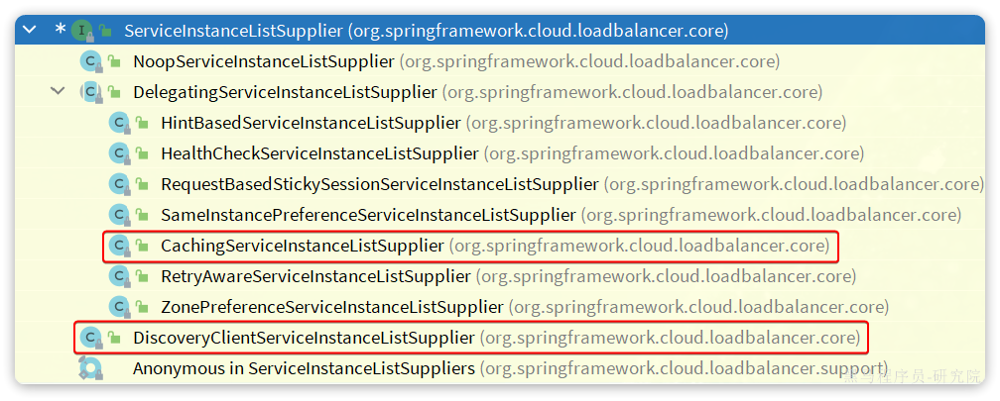 ServiceInstanceListSupplier (org.springframework.cloud.loadbalancer.core)
NoopServiceInstanceListSupplier (org.springframework.cloud.loadbalancer.core)
DelegatingServiceInstanceListSupplier (org.springframework.cloud.loadbalancer.core)
HintBasedServiceInstanceListSupplier (org.springframework.cloud.loadbalancer.core)
HealthCheckServiceInstanceListSupplier (org.springframework.cloud.loadbalancer.core)
RequestBasedStickySessionServiceInstanceListSupplier (org.springframework.cloud.loadbalancer.core)
SameInstancePreferenceServiceInstanceListSupplier (org.springframework.cloud.loadbalancer.core)
CachingServiceInstanceListSupplier (org.springframework.cloud.loadbalancer.core)
RetryAwareServiceInstanceListSupplier (org.springframework.cloud.loadbalancer.core)
ZonePreferenceServiceInstanceListSupplier (org.springframework.cloud.loadbalancer.core)
DiscoveryClientServiceInstanceListSupplier (org.springframework.cloud.loadbalancer.core)
Anonymous in ServiceInstanceListSuppliers (org.springframework.cloud.loadbalancer.support)
黑马程序员-研究院